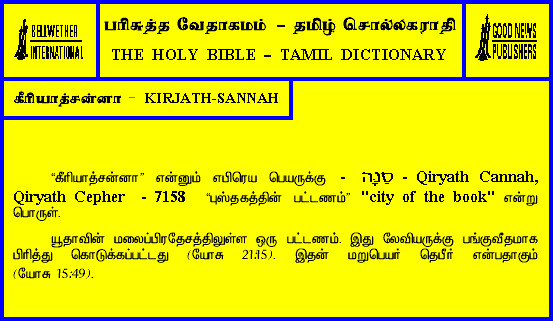 BELLWETHER
INTERNATIONAL
பரிசுத்த வேதாகமம் – தமிழ் சொல்லகராதி
THE HOLY BIBLE – TAMIL DICTIONARY
GOOD NEWS
PUBLISHERS
கீரியாத்சன்னா - KIRJATH-SANNAH
“கீரியாத்சன்னா” என்னும் எபிரெய பெயருக்கு - סַנָּה - Qiryath Cannah,
Qiryath Cepher - 7158 “புஸ்தகத்தின் பட்டணம்” "city of the book" என்று
பொருள்.
யூதாவின் மலைப்பிரதேசத்திலுள்ள ஒரு பட்டணம். இது லேவியருக்கு பங்குவீதமாக
பிரித்து கொடுக்கப்பட்டது (யோசு 21:15). இதன் மறுபெயர் தெபீர் என்பதாகும்
(யோசு 15:49).